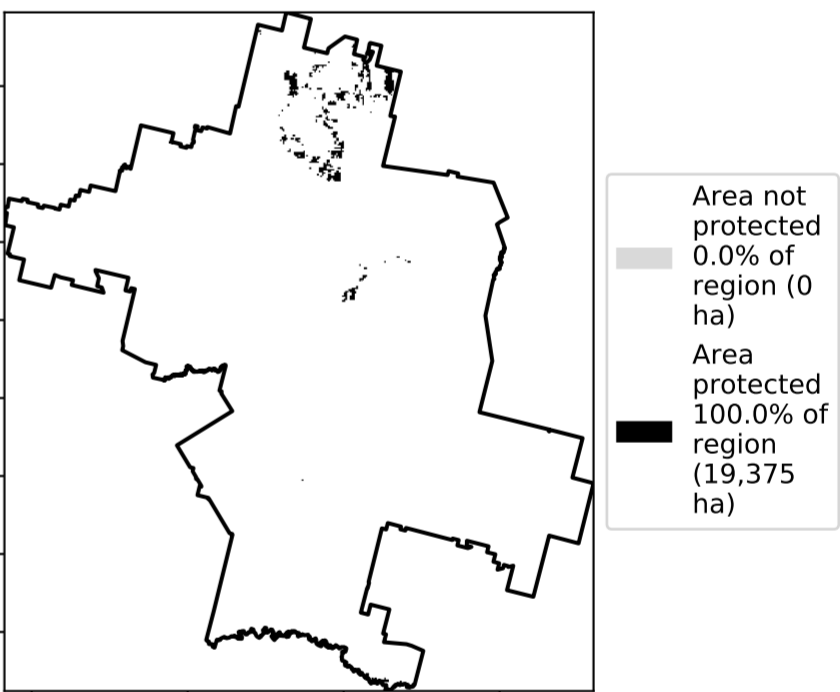 Area not
protected
0.0% of
region (0
ha)
Area
protected
100.0% of
region
(19,375
ha)